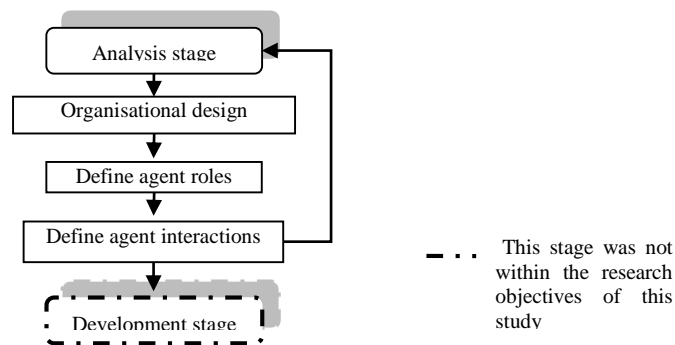 Analysis stage
Organisational design
Define agent roles
Define agent interactions
Development stage
This stage was not
within the research
objectives of this
study